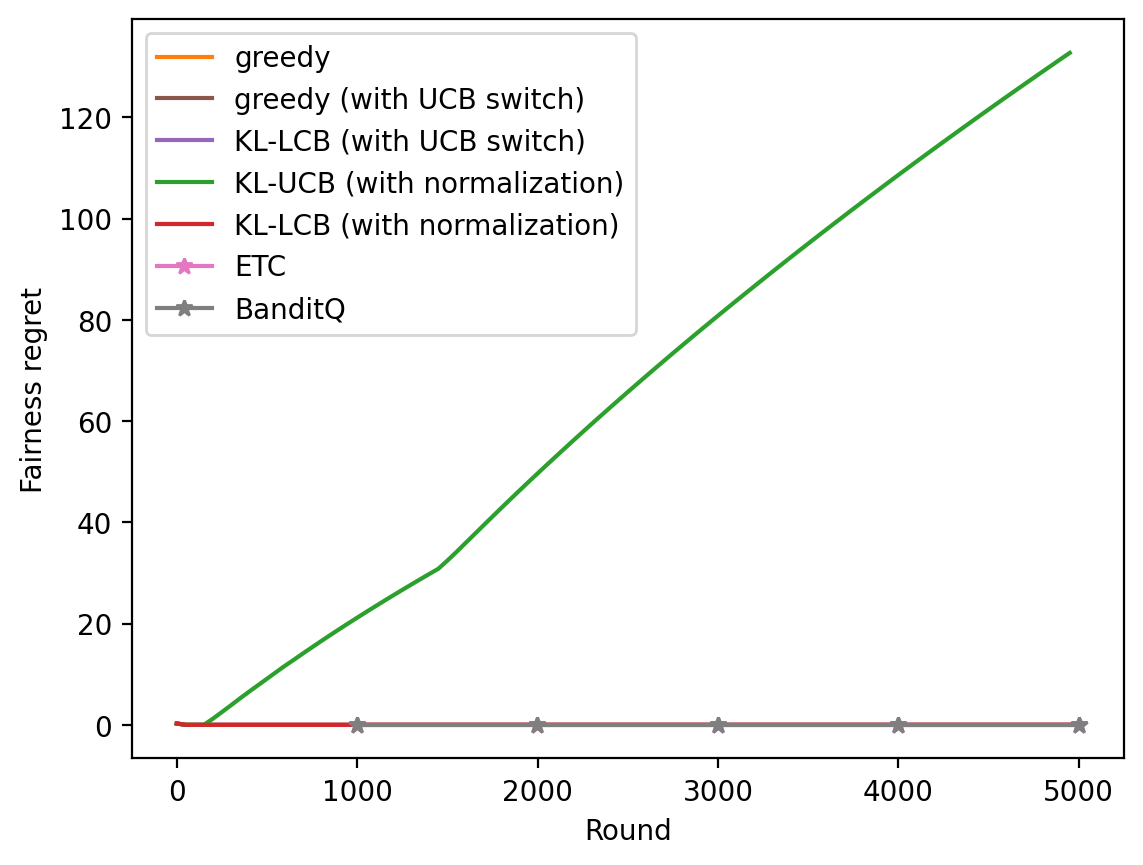 greedy
greedy (with UCB switch)
KL-LCB (with UCB switch)
KL-UCB (with normalization)
KL-LCB (with normalization)
ETC
BanditQ
Fairness regret
120
100
80
60
40
20
0
0 1000 2000 3000 4000 5000
Round